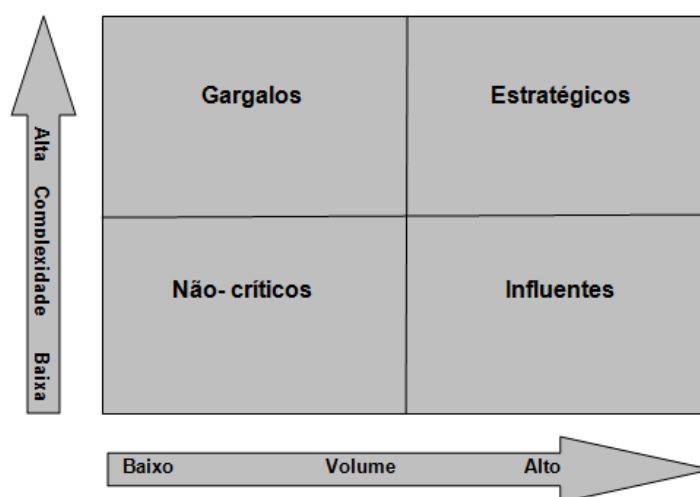 Gargalos
Estratégicos
Alta Complexidade Baixa
Não- críticos
Influentes
Baixo Volume Alto